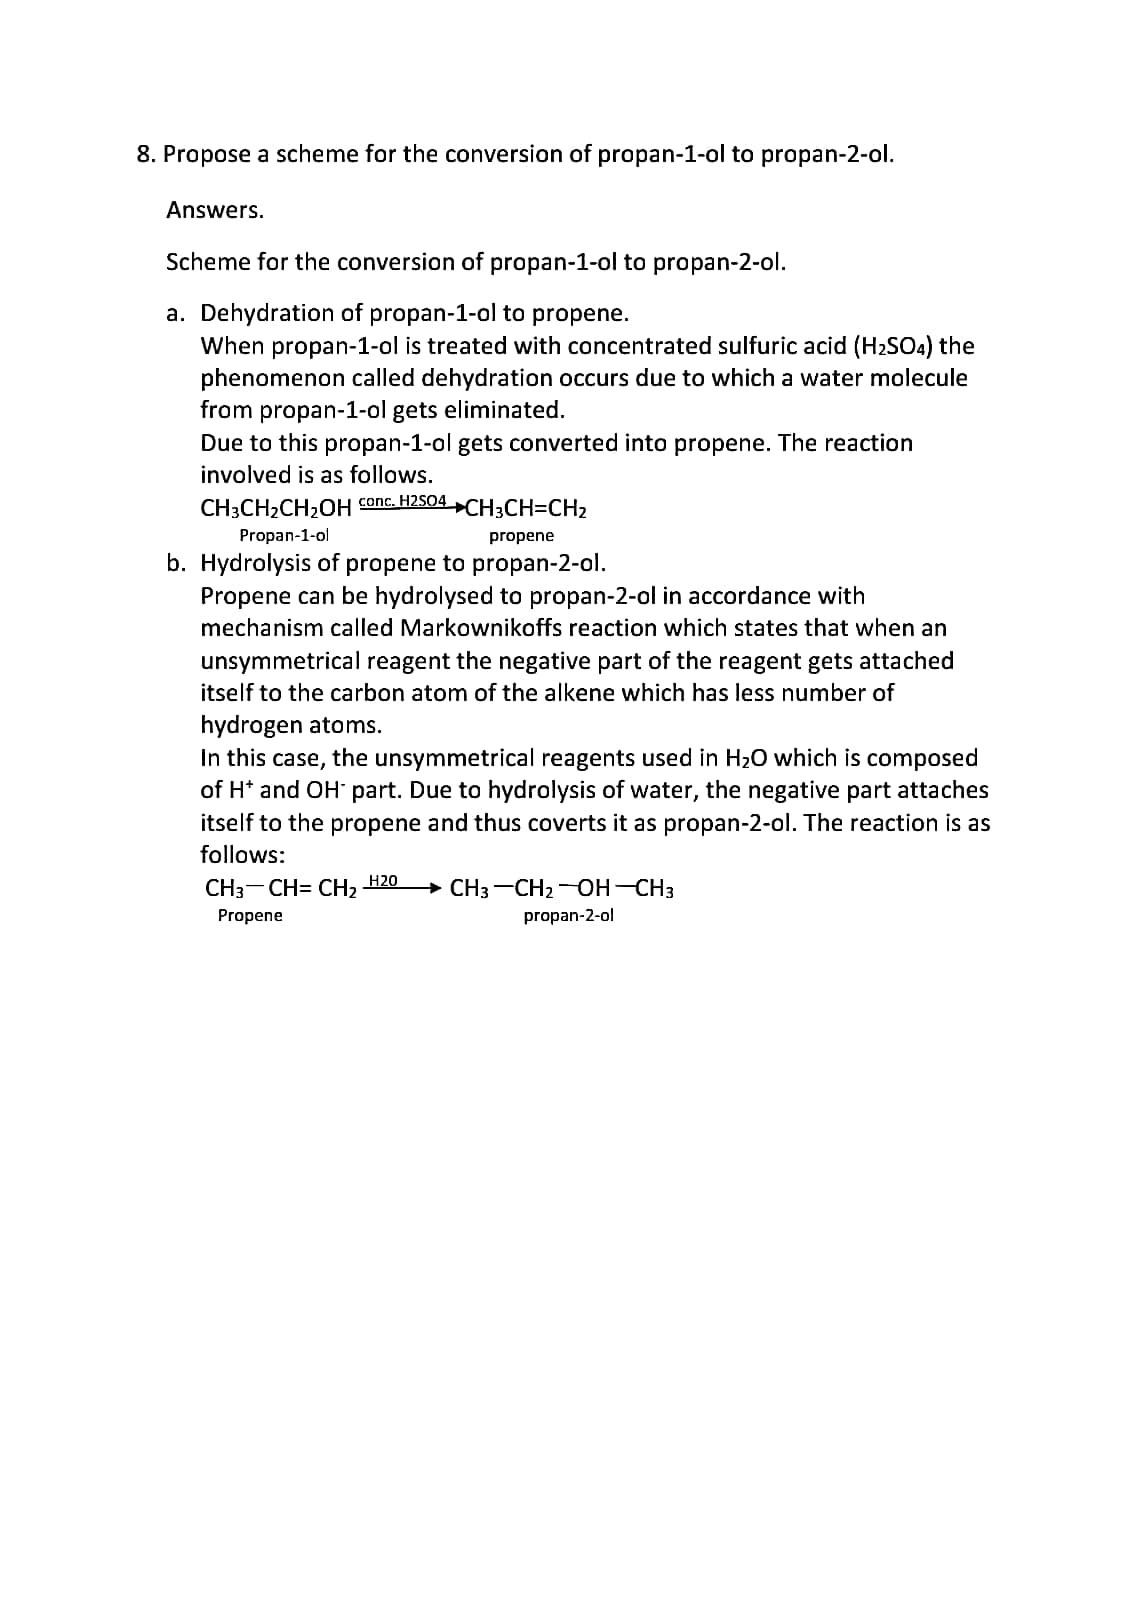 8. Propose a scheme for the conversion of propan-1-ol to propan-2-ol.
Answers.
Scheme for the conversion of propan-1-ol to propan-2-ol.
a. Dehydration of propan-1-ol to propene.
When propan-1-ol is treated with concentrated sulfuric acid (H₂SO₄) the
phenomenon called dehydration occurs due to which a water molecule
from propan-1-ol gets eliminated.
Due to this propan-1-ol gets converted into propene. The reaction
involved is as follows.
CH₃CH₂CH₂OH conc. H2SO4 → CH₃CH=CH₂
Propan-1-ol propene
b. Hydrolysis of propene to propan-2-ol.
Propene can be hydrolysed to propan-2-ol in accordance with
mechanism called Markownikoffs reaction which states that when an
unsymmetrical reagent the negative part of the reagent gets attached
itself to the carbon atom of the alkene which has less number of
hydrogen atoms.
In this case, the unsymmetrical reagents used in H₂O which is composed
of H⁺ and OH⁻ part. Due to hydrolysis of water, the negative part attaches
itself to the propene and thus coverts it as propan-2-ol. The reaction is as
follows:
CH₃—CH= CH₂ H20 → CH₃—CH₂—OH—CH₃
Propene propan-2-ol